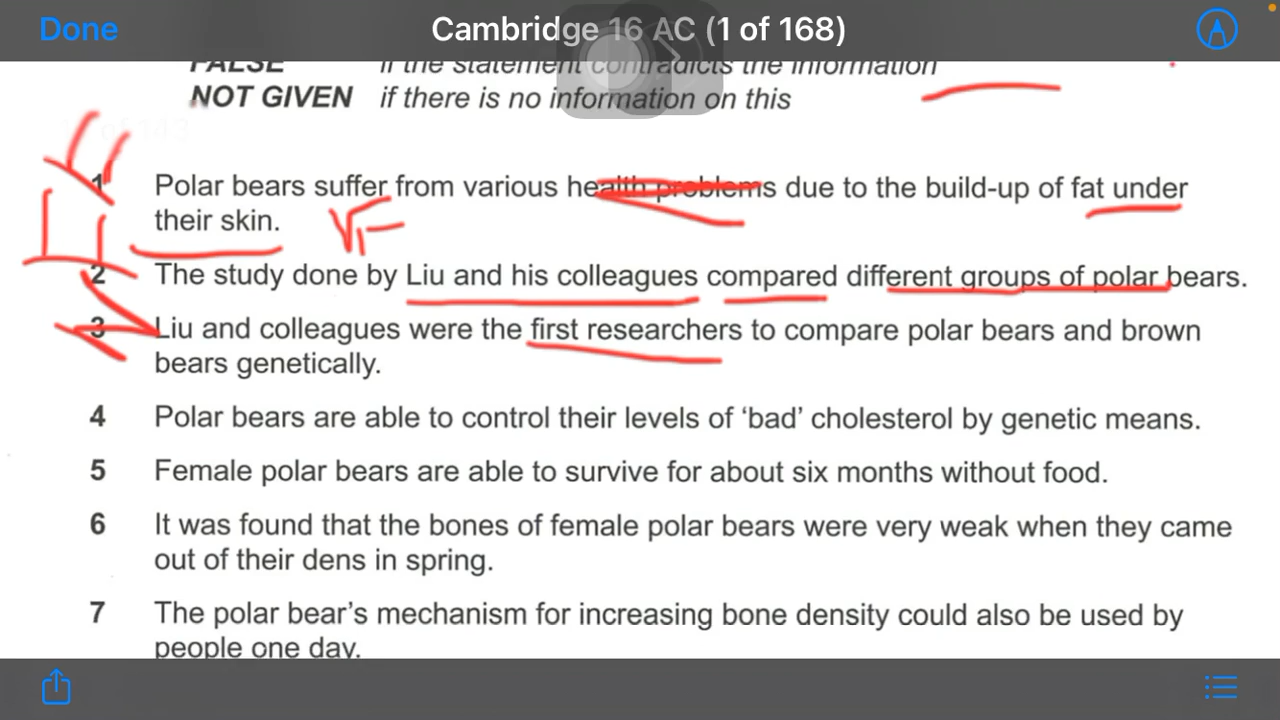 Done
Cambridge 16 AC (1 of 168)
FALSE if the statement contradicts the information
NOT GIVEN if there is no information on this
1 Polar bears suffer from various health problems due to the build-up of fat under
their skin.
2 The study done by Liu and his colleagues compared different groups of polar bears.
3 Liu and colleagues were the first researchers to compare polar bears and brown
bears genetically.
4 Polar bears are able to control their levels of ‘bad’ cholesterol by genetic means.
5 Female polar bears are able to survive for about six months without food.
6 It was found that the bones of female polar bears were very weak when they came
out of their dens in spring.
7 The polar bear’s mechanism for increasing bone density could also be used by
people one day.